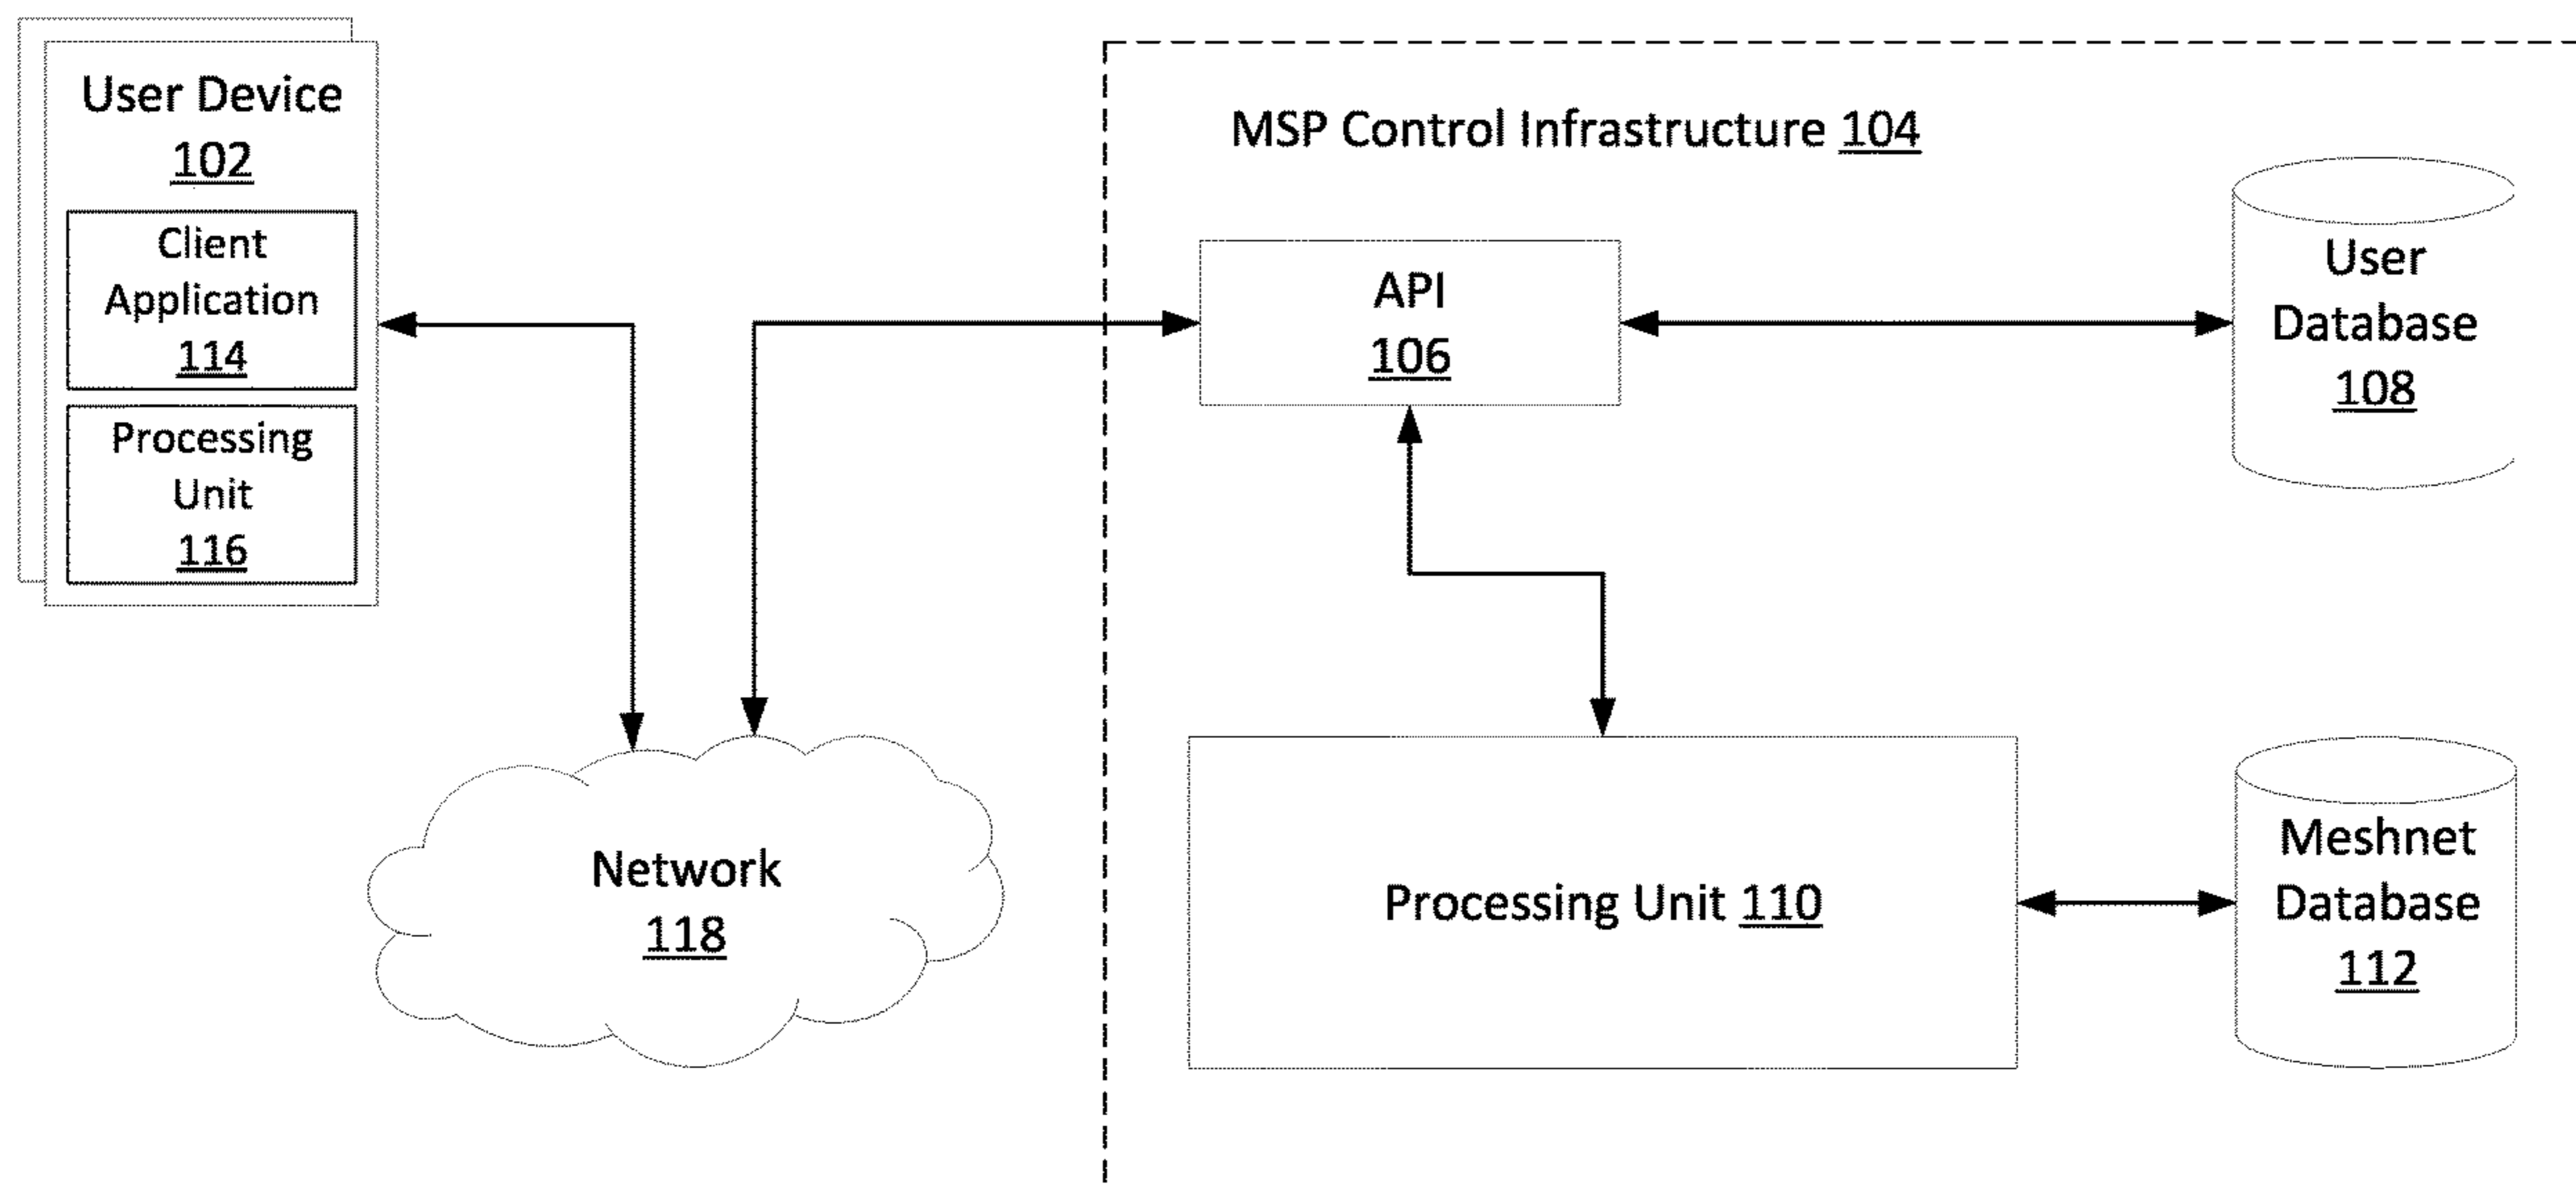 User Device
102
Client
Application
114
Processing
Unit
116
MSP Control Infrastructure 104
API
106
User
Database
108
Network
118
Processing Unit 110
Meshnet
Database
112